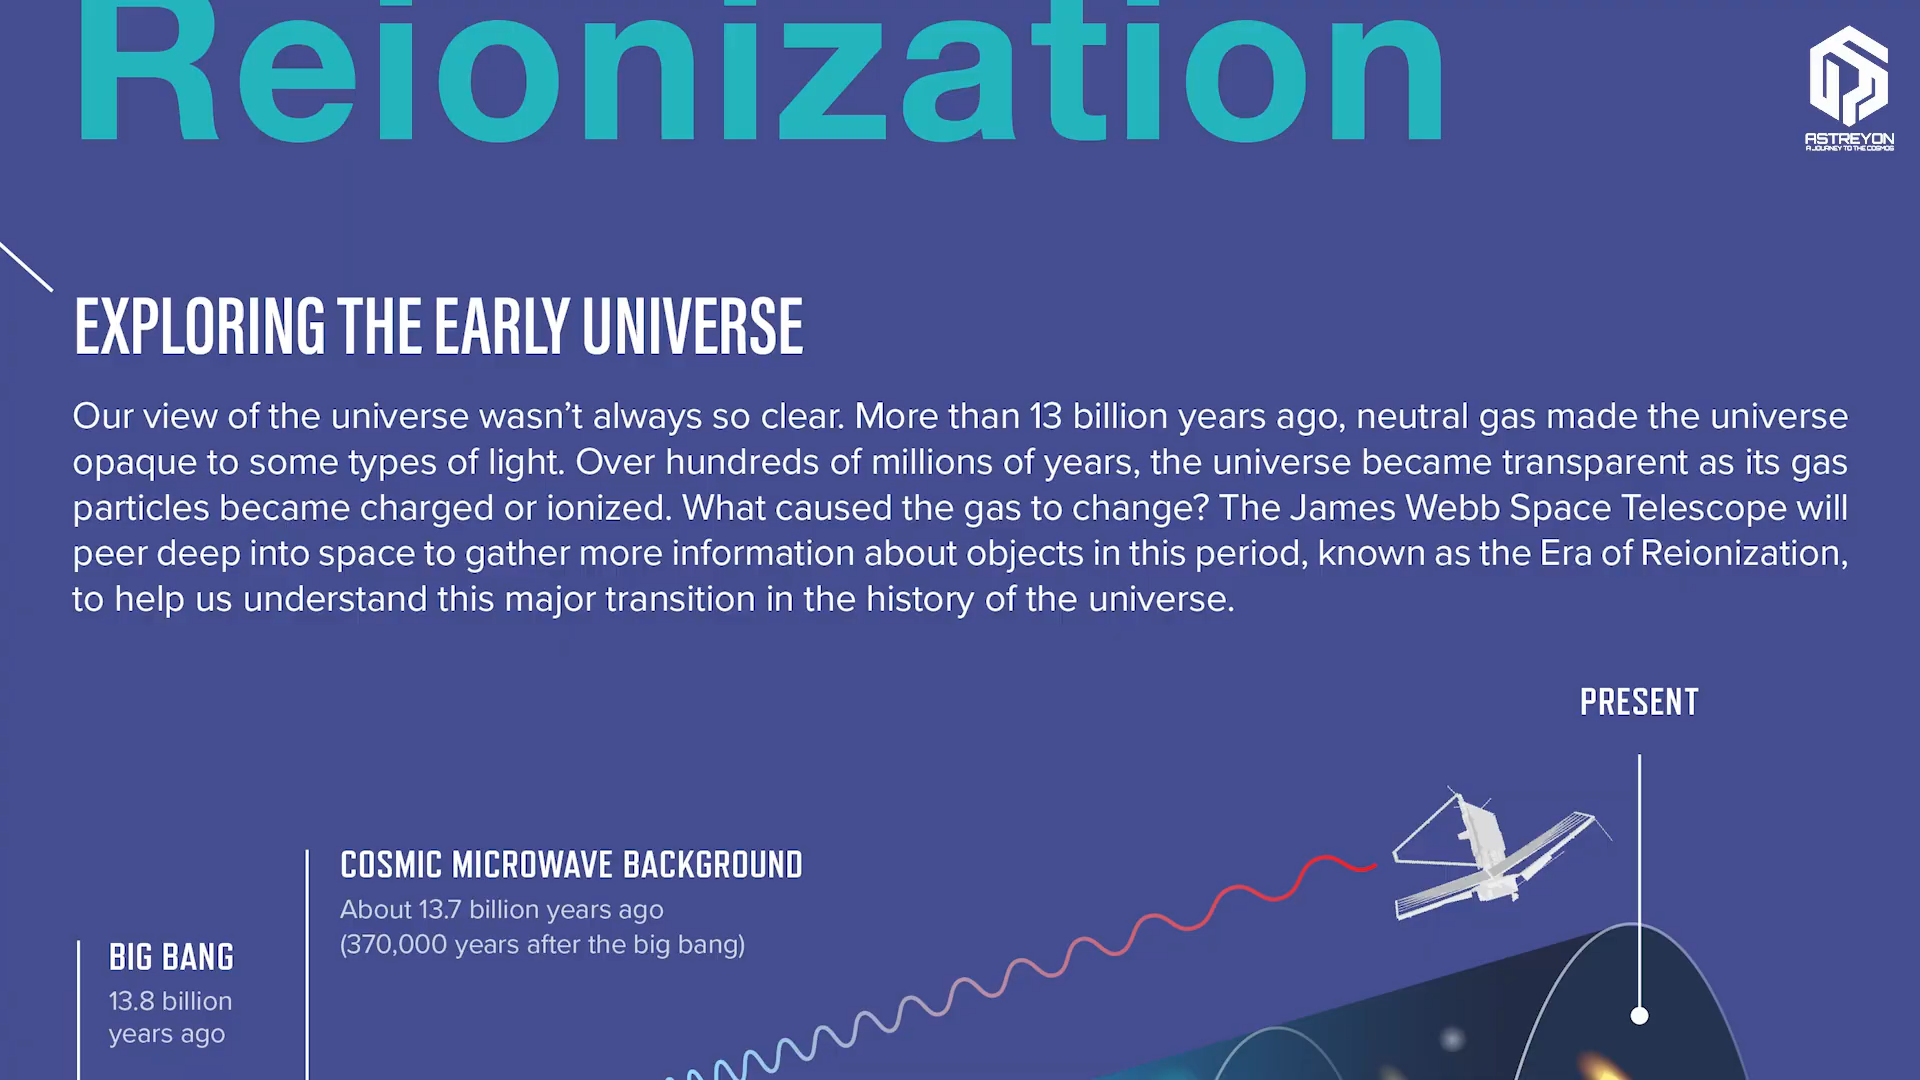 Reionization
ASTREYON
A JOURNEY TO THE COSMOS
EXPLORING THE EARLY UNIVERSE
Our view of the universe wasn’t always so clear. More than 13 billion years ago, neutral gas made the universe
opaque to some types of light. Over hundreds of millions of years, the universe became transparent as its gas
particles became charged or ionized. What caused the gas to change? The James Webb Space Telescope will
peer deep into space to gather more information about objects in this period, known as the Era of Reionization,
to help us understand this major transition in the history of the universe.
PRESENT
COSMIC MICROWAVE BACKGROUND
About 13.7 billion years ago
(370,000 years after the big bang)
BIG BANG
13.8 billion
years ago